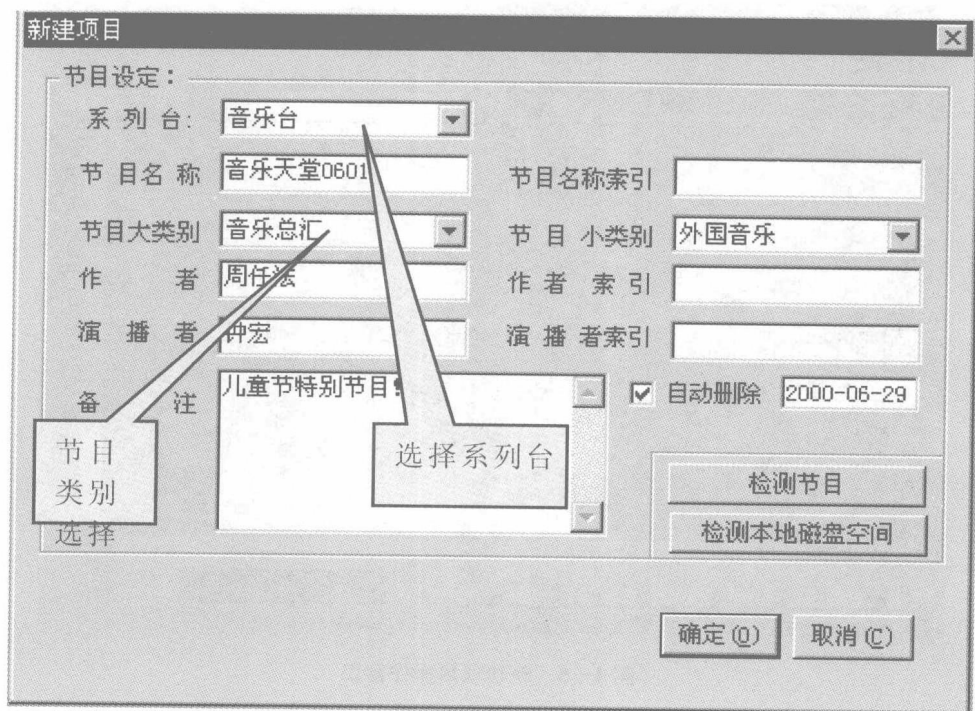 新建项目
节目设定：
系列台： 音乐台
节目名称 音乐天堂0601 节目名称索引
节目大类别 音乐总汇 节目小类别 外国音乐
作者 周任 作者索引
演播者 钟宏 演播者索引
备注 儿童节特别节目! 自动删除 2000-06-29
节目
类别
选择
选择系列台
检测节目
检测本地磁盘空间
确定(O) 取消(C)